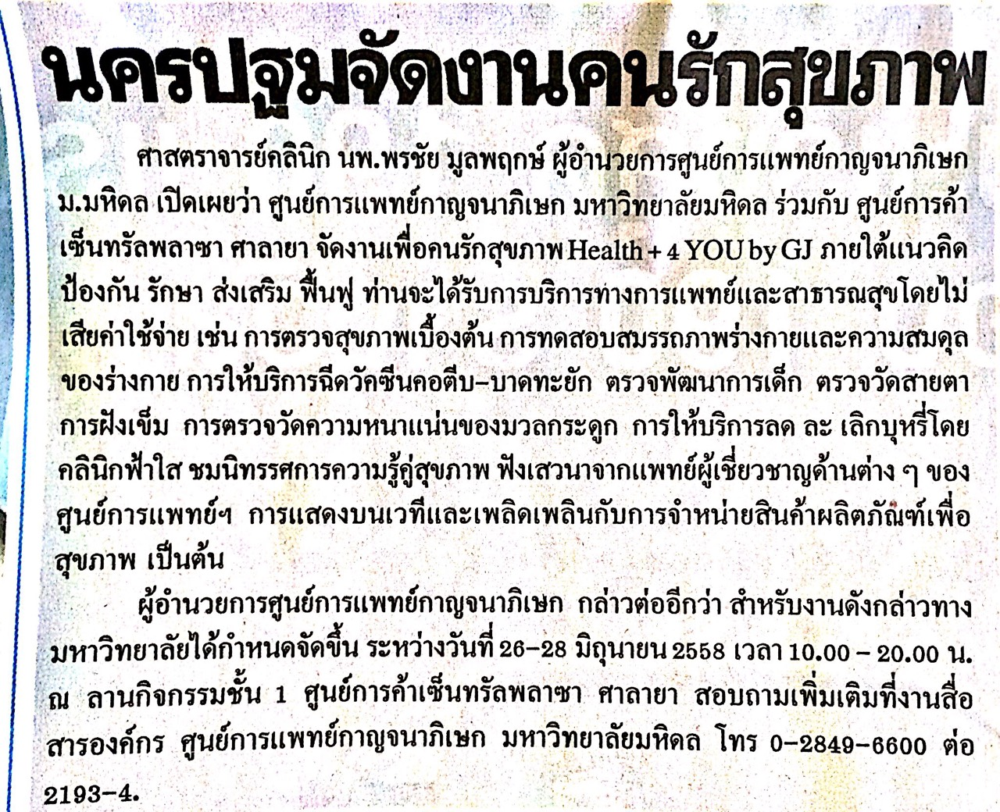 นครปฐมจัดงานคนรักสุขภาพ
ศาสตราจารย์คลินิก นพ.พรชัย มูลพฤกษ์ ผู้อำนวยการศูนย์การแพทย์กาญจนาภิเษก
ม.มหิดล เปิดเผยว่า ศูนย์การแพทย์กาญจนาภิเษก มหาวิทยาลัยมหิดล ร่วมกับ ศูนย์การค้า
เซ็นทรัลพลาซา ศาลายา จัดงานเพื่อคนรักสุขภาพ Health + 4 YOU by GJ ภายใต้แนวคิด
ป้องกัน รักษา ส่งเสริม ฟื้นฟู ท่านจะได้รับการบริการทางการแพทย์และสาธารณสุขโดยไม่
เสียค่าใช้จ่าย เช่น การตรวจสุขภาพเบื้องต้น การทดสอบสมรรถภาพร่างกายและความสมดุล
ของร่างกาย การให้บริการฉีดวัคซีนคอตีบ-บาดทะยัก ตรวจพัฒนาการเด็ก ตรวจวัดสายตา
การฝังเข็ม การตรวจวัดความหนาแน่นของมวลกระดูก การให้บริการลด ละ เลิกบุหรี่โดย
คลินิกฟ้าใส ชมนิทรรศการความรู้คู่สุขภาพ ฟังเสวนาจากแพทย์ผู้เชี่ยวชาญด้านต่าง ๆ ของ
ศูนย์การแพทย์ฯ การแสดงบนเวทีและเพลิดเพลินกับการจำหน่ายสินค้าผลิตภัณฑ์เพื่อ
สุขภาพ เป็นต้น
ผู้อำนวยการศูนย์การแพทย์กาญจนาภิเษก กล่าวต่ออีกว่า สำหรับงานดังกล่าวทาง
มหาวิทยาลัยได้กำหนดจัดขึ้น ระหว่างวันที่ 26-28 มิถุนายน 2558 เวลา 10.00 - 20.00 น.
ณ ลานกิจกรรมชั้น 1 ศูนย์การค้าเซ็นทรัลพลาซา ศาลายา สอบถามเพิ่มเติมที่งานสื่อ
สารองค์กร ศูนย์การแพทย์กาญจนาภิเษก มหาวิทยาลัยมหิดล โทร 0-2849-6600 ต่อ
2193-4.